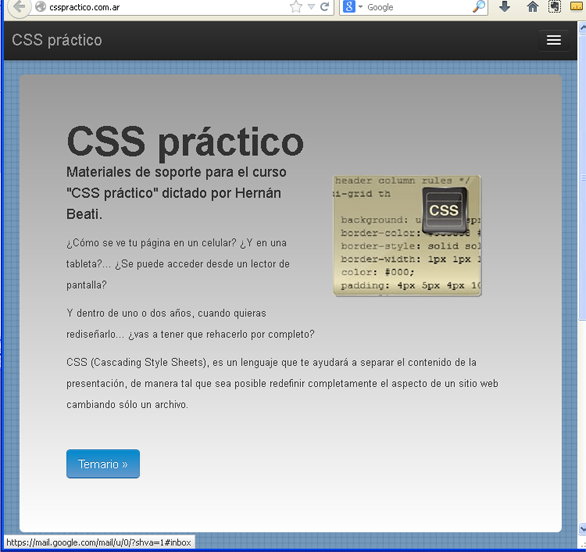 csspractico.com.ar
Google
CSS práctico
CSS práctico
Materiales de soporte para el curso
"CSS práctico" dictado por Hernán
Beati.
header column rules */
i-grid th
CSS
background:
border-color:
border-style: solid
border-width: 1px 1px
color: #000;
padding: 4px 5px 4px
¿Cómo se ve tu página en un celular? ¿Y en una
tableta?... ¿Se puede acceder desde un lector de
pantalla?
Y dentro de uno o dos años, cuando quieras
rediseñarlo... ¿vas a tener que rehacerlo por completo?
CSS (Cascading Style Sheets), es un lenguaje que te ayudará a separar el contenido de la
presentación, de manera tal que sea posible redefinir completamente el aspecto de un sitio web
cambiando sólo un archivo.
Temario »
https://mail.google.com/mail/u/0/?shva=1#inbox